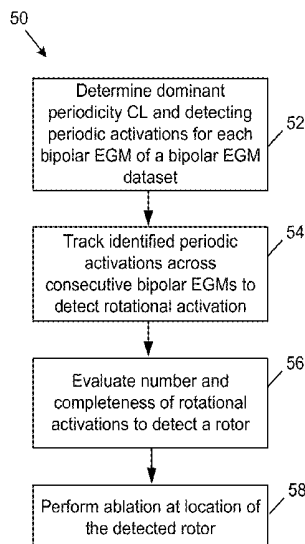 50
Determine dominant
periodicity CL and detecting
periodic activations for each
bipolar EGM of a bipolar EGM
dataset
52
Track identified periodic
activations across
consecutive bipolar EGMs to
detect rotational activation
54
Evaluate number and
completeness of rotational
activations to detect a rotor
56
Perform ablation at location of
the detected rotor
58